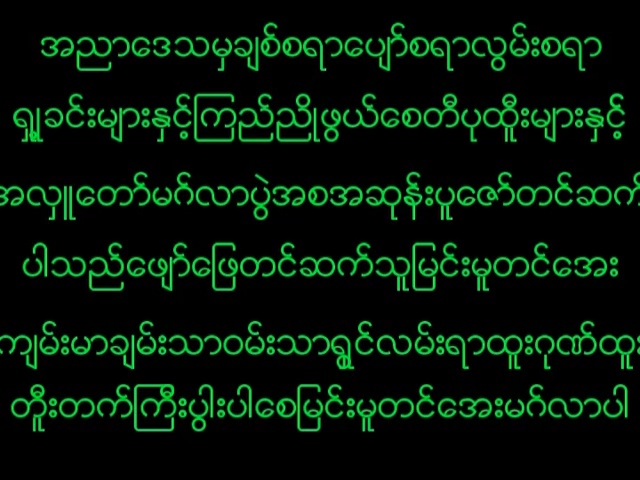 အညာဒေသမှချစ်စရာပျော်စရာလွမ်းစရာ
ရှုခင်းများနှင့်ကြည်ညိုဖွယ်စေတီပုထိူးများနှင့်
အလှူတော်မင်္ဂလာပွဲအစအဆုန်းပူဇော်တင်ဆက်
ပါသည်ဖျော်ဖြေတင်ဆက်သူမြင်းမူတင်အေး
ကျမ်းမာချမ်းသာဝမ်းသာရွှင်လမ်းရာထူးဂုဏ်ထူး
တိူးတက်ကြီးပွါးပါစေမြင်းမူတင်အေးမင်္ဂလာပါ